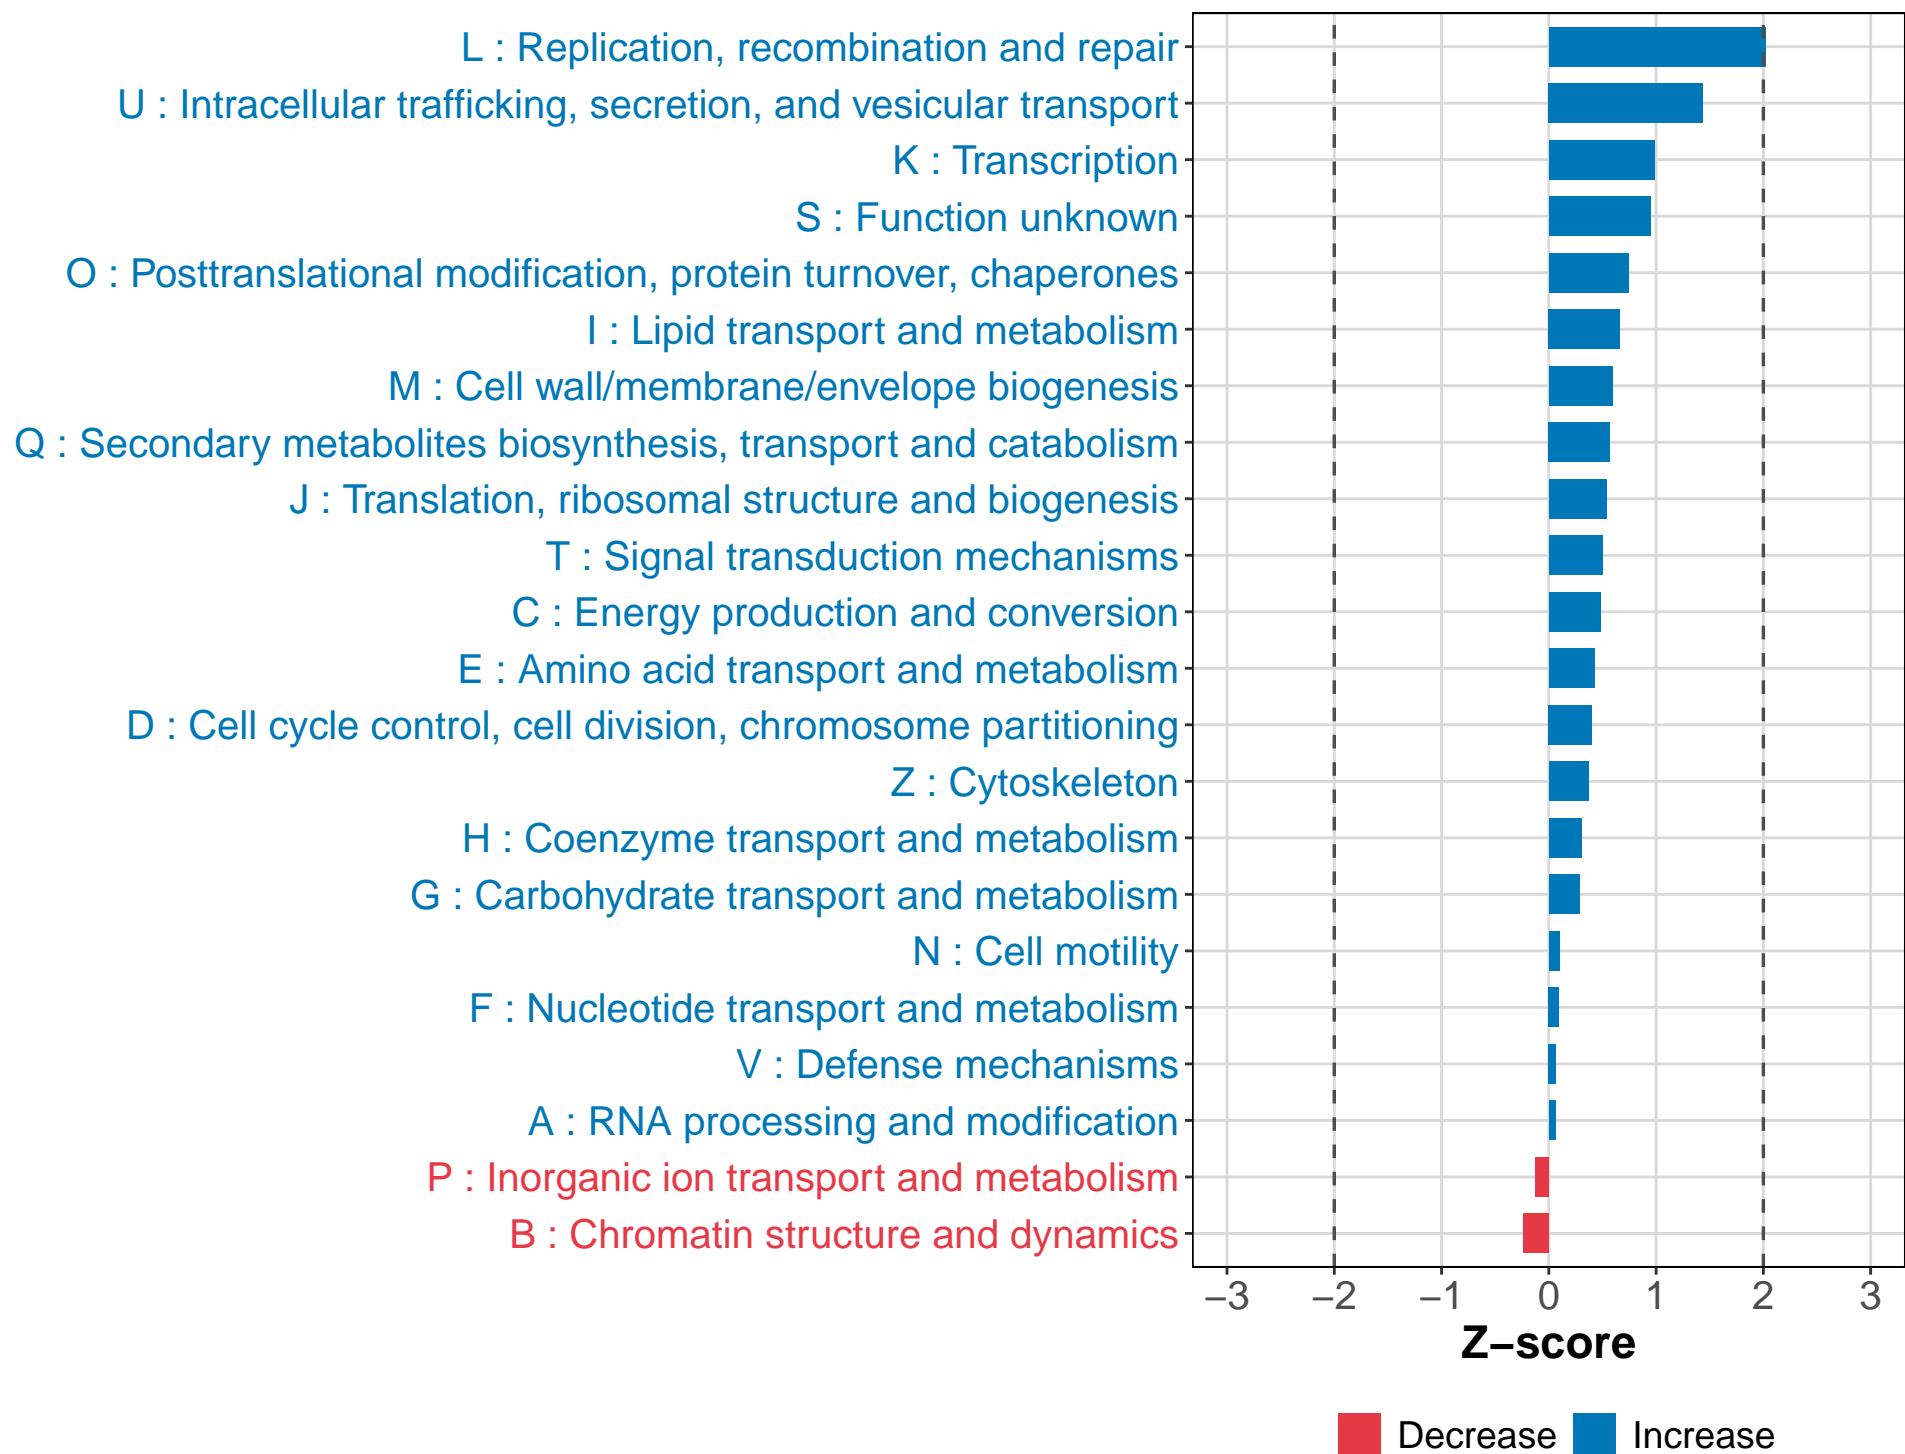 L : Replication, recombination and repair
U : Intracellular trafficking, secretion, and vesicular transport
K : Transcription
S : Function unknown
O : Posttranslational modification, protein turnover, chaperones
I : Lipid transport and metabolism
M : Cell wall/membrane/envelope biogenesis
Q : Secondary metabolites biosynthesis, transport and catabolism
J : Translation, ribosomal structure and biogenesis
T : Signal transduction mechanisms
C : Energy production and conversion
E : Amino acid transport and metabolism
D : Cell cycle control, cell division, chromosome partitioning
Z : Cytoskeleton
H : Coenzyme transport and metabolism
G : Carbohydrate transport and metabolism
N : Cell motility
F : Nucleotide transport and metabolism
V : Defense mechanisms
A : RNA processing and modification
P : Inorganic ion transport and metabolism
B : Chromatin structure and dynamics
−3 −2 −1 0 1 2 3
Z−score
Decrease Increase